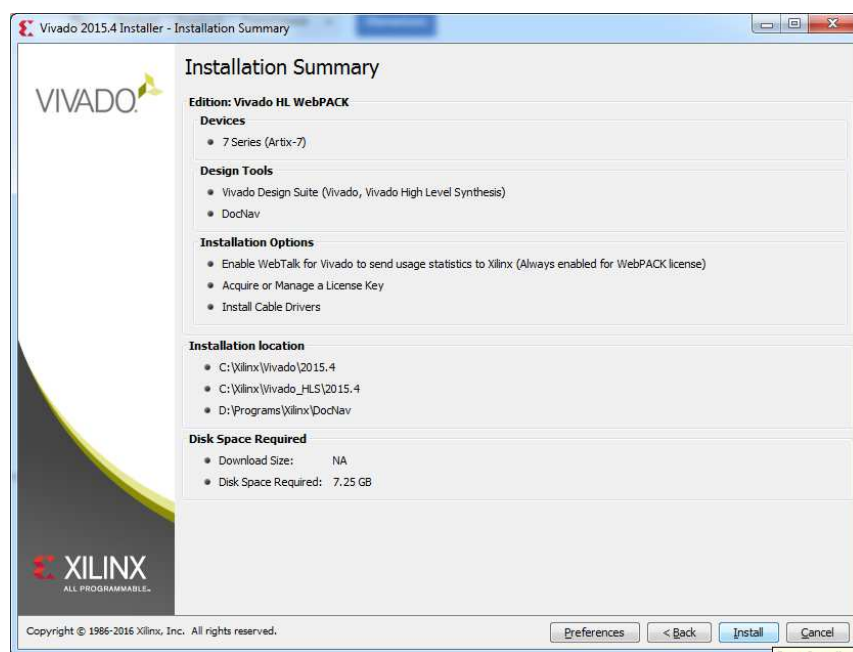 Vivado 2015.4 Installer - Installation Summary
VIVADO
Installation Summary
Edition: Vivado HL WebPACK
Devices
7 Series (Artix-7)
Design Tools
Vivado Design Suite (Vivado, Vivado High Level Synthesis)
DocNav
Installation Options
Enable WebTalk for Vivado to send usage statistics to Xilinx (Always enabled for WebPACK license)
Acquire or Manage a License Key
Install Cable Drivers
Installation location
C:\Xilinx\Vivado\2015.4
C:\Xilinx\Vivado_HLS\2015.4
D:\Programs\Xilinx\DocNav
Disk Space Required
Download Size: NA
Disk Space Required: 7.25 GB
XILINX
ALL PROGRAMMABLE™
Copyright © 1986-2016 Xilinx, Inc. All rights reserved.
Preferences < Back Install Cancel